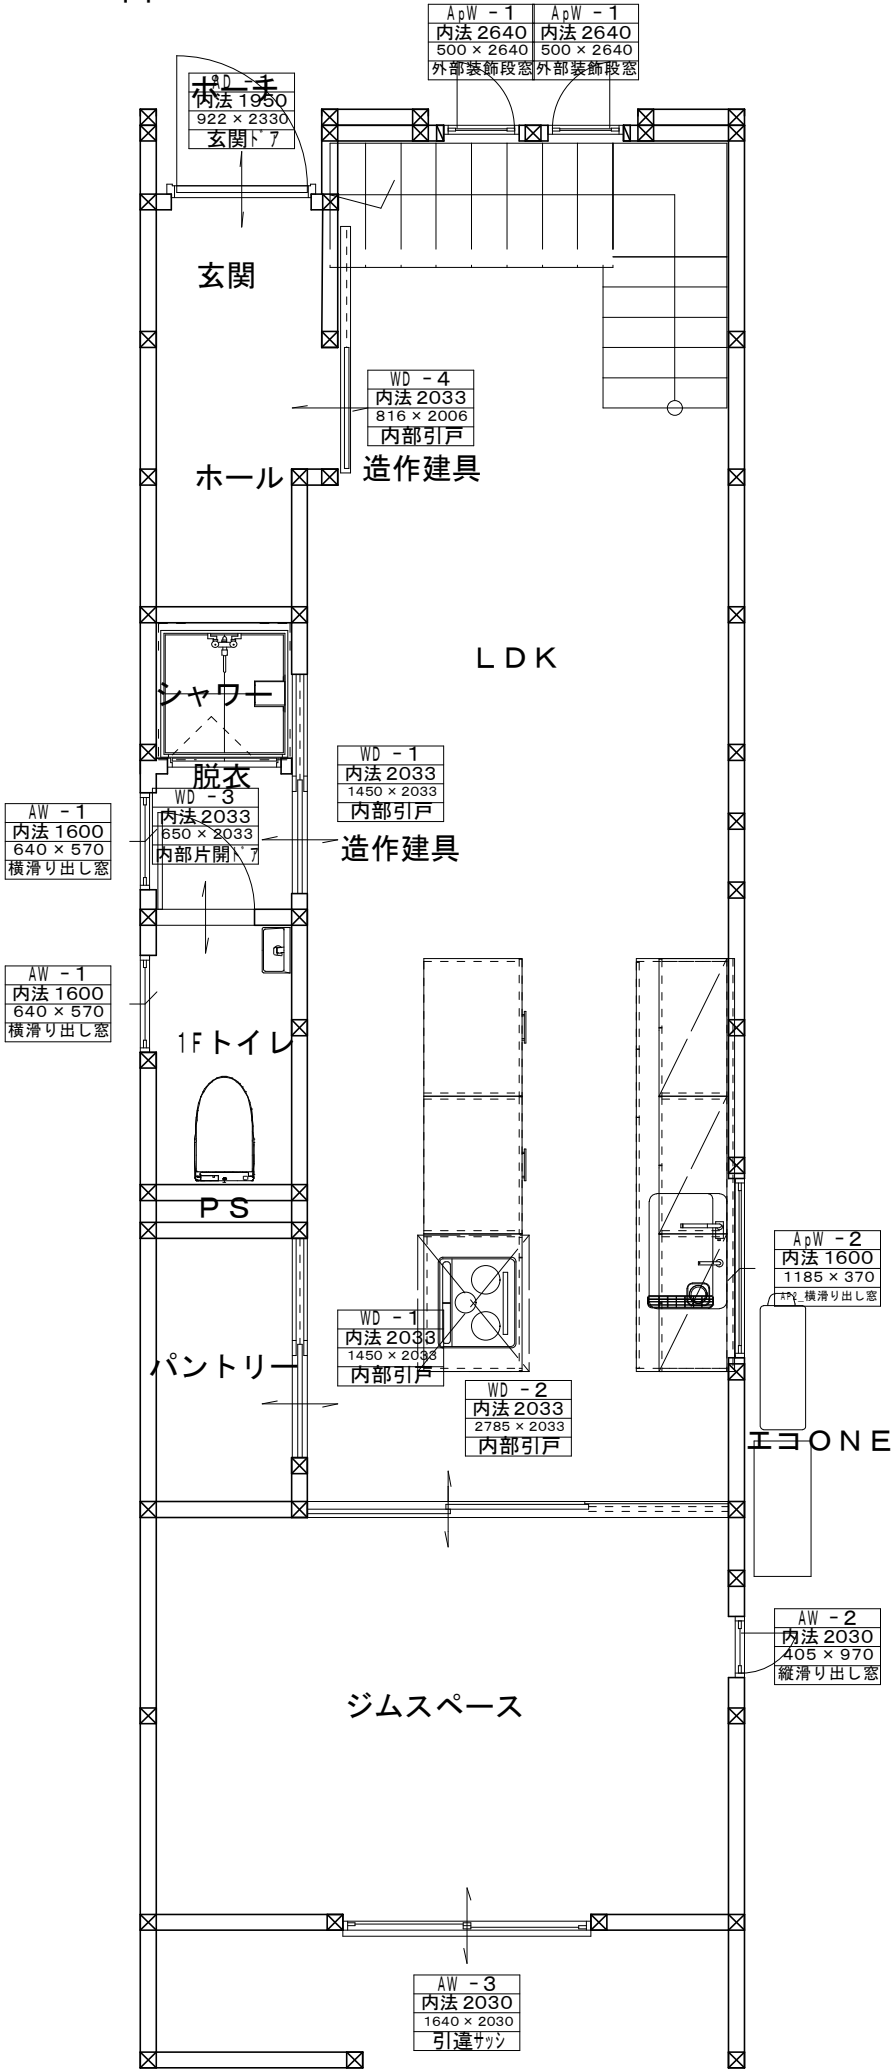 ApW -1
内法 2640
500 × 2640
外部装飾段窓
ApW -1
内法 2640
500 × 2640
外部装飾段窓
ポーチ
AD -1
内法 1950
922 × 2330
玄関ドア
玄関
WD -4
内法 2033
816 × 2006
内部引戸
造作建具
ホール
LDK
シャワー
脱衣
WD -1
内法 2033
1450 × 2033
内部引戸
造作建具
WD -3
内法 2033
650 × 2033
内部片開ドア
AW -1
内法 1600
640 × 570
横滑り出し窓
AW -1
内法 1600
640 × 570
横滑り出し窓
1Fトイレ
PS
ApW -2
内法 1600
1185 × 370
AP2_横滑り出し窓
WD -1
内法 2033
1450 × 2033
内部引戸
パントリー
WD -2
内法 2033
2785 × 2033
内部引戸
エコONE
AW -2
内法 2030
405 × 970
縦滑り出し窓
ジムスペース
AW -3
内法 2030
1640 × 2030
引違サッシ